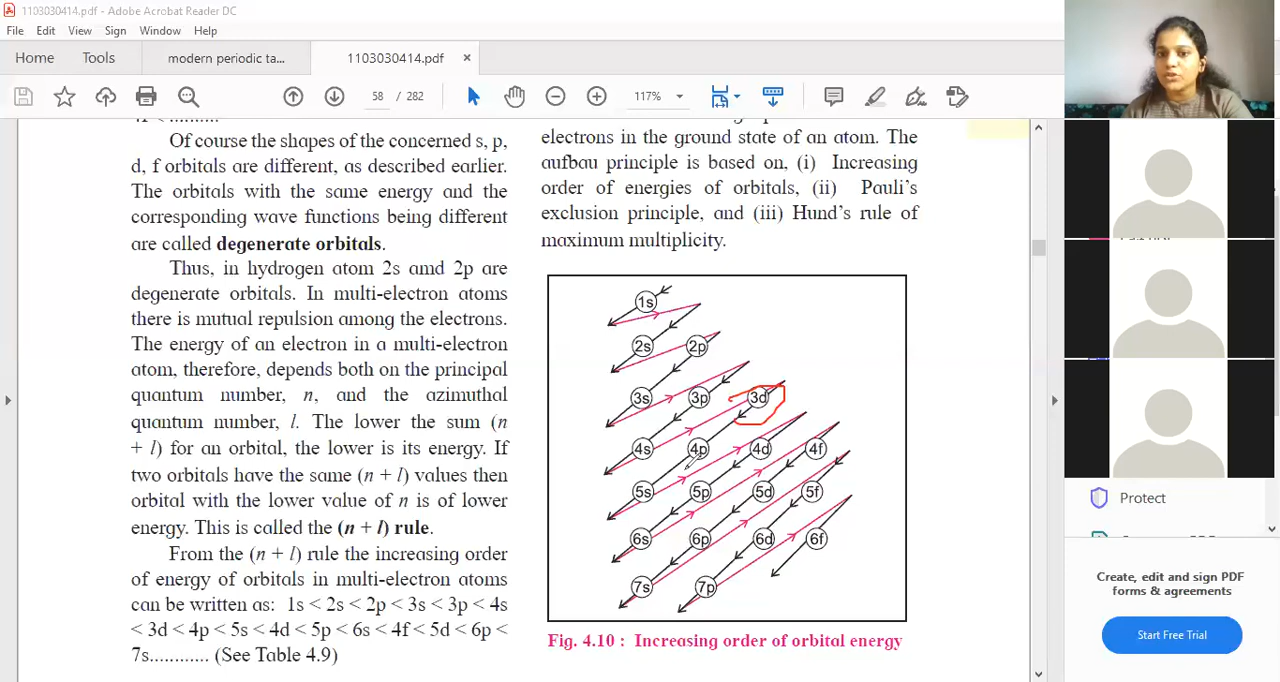 1103030414.pdf - Adobe Acrobat Reader DC
File Edit View Sign Window Help
Home Tools modern periodic ta... 1103030414.pdf ×
58 / 282 117%
Of course the shapes of the concerned s, p,
d, f orbitals are different, as described earlier.
The orbitals with the same energy and the
corresponding wave functions being different
are called degenerate orbitals.
Thus, in hydrogen atom 2s amd 2p are
degenerate orbitals. In multi-electron atoms
there is mutual repulsion among the electrons.
The energy of an electron in a multi-electron
atom, therefore, depends both on the principal
quantum number, n, and the azimuthal
quantum number, l. The lower the sum (n
+ l) for an orbital, the lower is its energy. If
two orbitals have the same (n + l) values then
orbital with the lower value of n is of lower
energy. This is called the (n + l) rule.
From the (n + l) rule the increasing order
of energy of orbitals in multi-electron atoms
can be written as: 1s < 2s < 2p < 3s < 3p < 4s
< 3d < 4p < 5s < 4d < 5p < 6s < 4f < 5d < 6p <
7s............ (See Table 4.9)
electrons in the ground state of an atom. The
aufbau principle is based on, (i) Increasing
order of energies of orbitals, (ii) Pauli's
exclusion principle, and (iii) Hund's rule of
maximum multiplicity.
1s
2s 2p
3s 3p 3d
4s 4p 4d 4f
5s 5p 5d 5f
6s 6p 6d 6f
7s 7p
Fig. 4.10 : Increasing order of orbital energy
Protect
Create, edit and sign PDF
forms & agreements
Start Free Trial